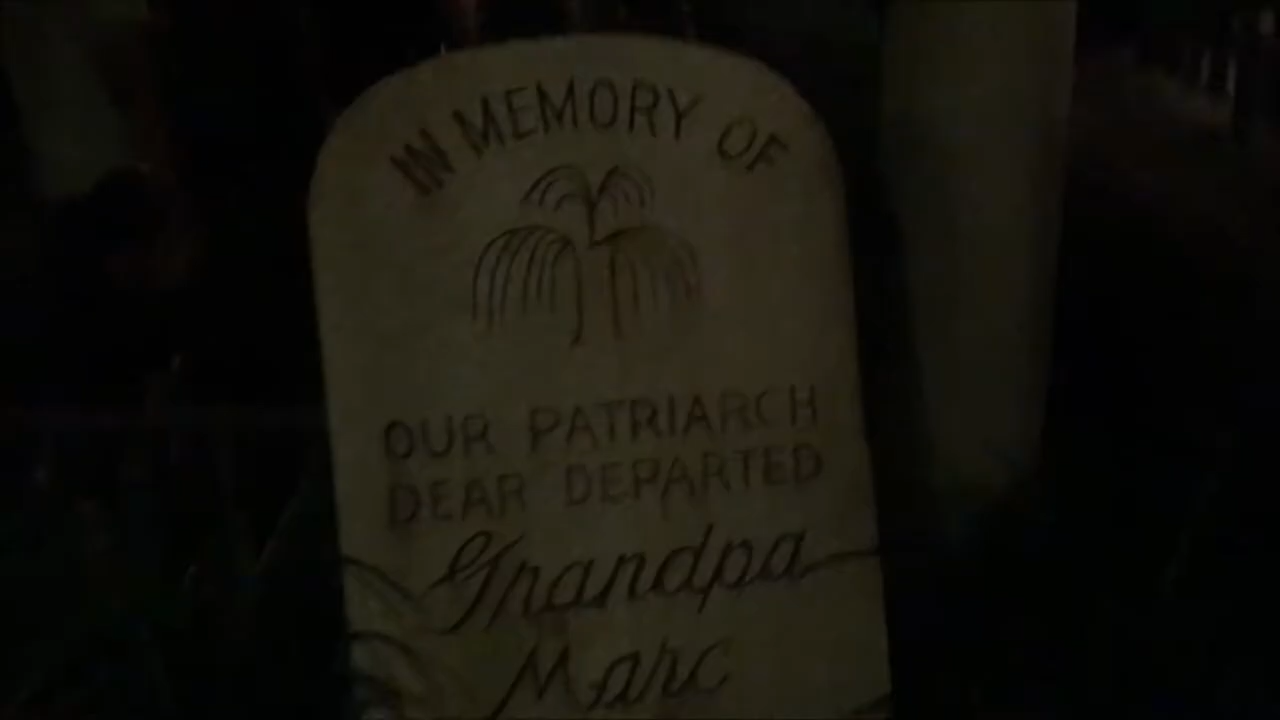 IN MEMORY OF
OUR PATRIARCH
DEAR DEPARTED
Grandpa
Marc